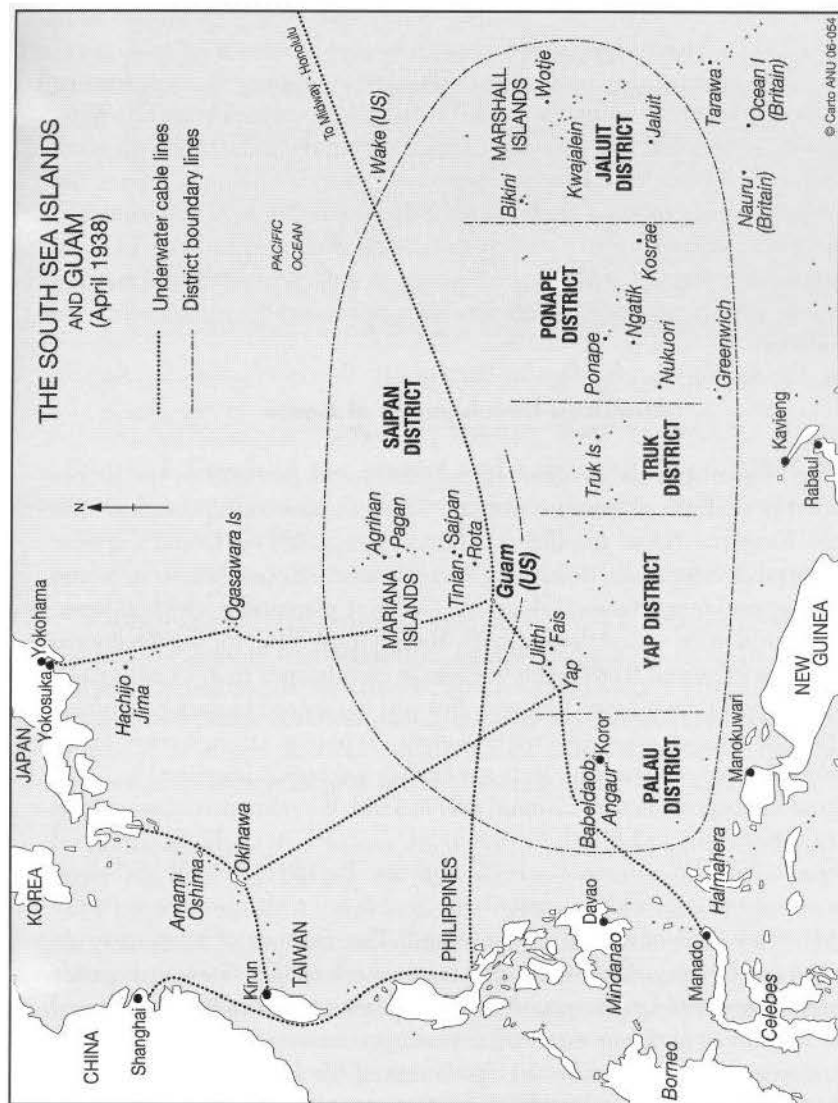 THE SOUTH SEA ISLANDS
AND GUAM
(April 1938)
Underwater cable lines
District boundary lines
N
CHINA
Shanghai
KOREA
JAPAN
Yokosuka
Yokohama
Hachijo
Jima
Amami
Oshima
Okinawa
Ogasawara Is
Kirun
TAIWAN
PACIFIC
OCEAN
To Midway - Honolulu
Wake (US)
SAIPAN
DISTRICT
MARIANA
ISLANDS
Agrihan
Pagan
Tinian
Saipan
Rota
Guam
(US)
PHILIPPINES
Ulithi
Fais
Yap
Babeldaob
Koror
Angaur
PALAU
DISTRICT
YAP DISTRICT
Truk Is
TRUK
DISTRICT
PONAPE
DISTRICT
Ponape
Ngatik
Nukuori
Kosrae
Greenwich
MARSHALL
ISLANDS
Bikini
Wotje
Kwajalein
JALUIT
DISTRICT
Jaluit
Tarawa
Nauru
(Britain)
Ocean I
(Britain)
Davao
Mindanao
Manado
Halmahera
Borneo
Celebes
Manokuwari
NEW
GUINEA
Kavieng
Rabaul
© Carto ANU 06-054